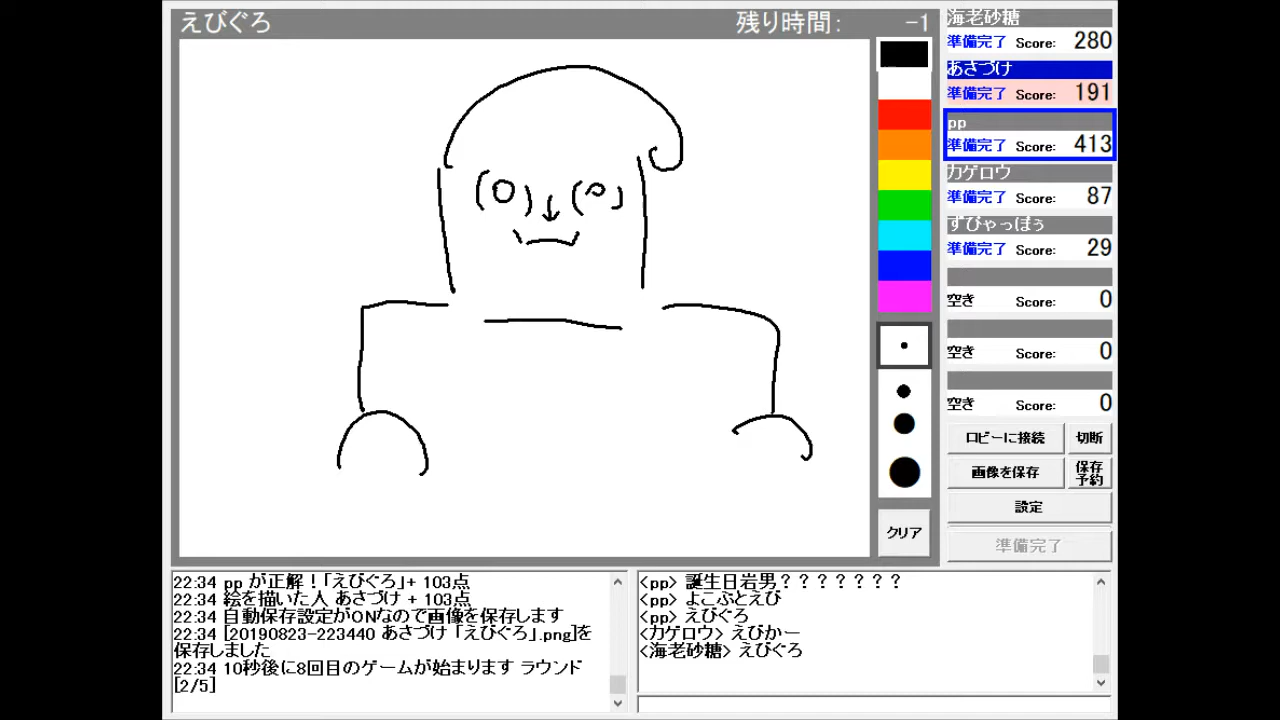 えびぐろ
残り時間: -1
海老砂糖
準備完了 Score: 280
あさづけ
準備完了 Score: 191
pp
準備完了 Score: 413
カゲロウ
準備完了 Score: 87
ずびゃっぽぅ
準備完了 Score: 29
空き Score: 0
空き Score: 0
空き Score: 0
ロビーに接続 切断
画像を保存 保存予約
設定
クリア
準備完了
22:34 pp が正解！「えびぐろ」+ 103点
22:34 絵を描いた人 あさづけ + 103点
22:34 自動保存設定がONなので画像を保存します
22:34 [20190823-223440 あさづけ 「えびぐろ」.png]を
保存しました
22:34 10秒後に8回目のゲームが始まります ラウンド
[2/5]
<pp> 誕生日岩男？？？？？？？
<pp> よこぶとえび
<pp> えびぐろ
<カゲロウ> えびかー
<海老砂糖> えびぐろ